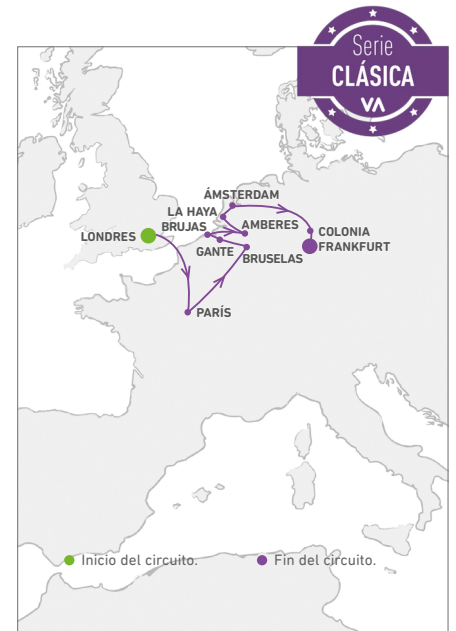 Serie
CLÁSICA
VA
ÁMSTERDAM
LA HAYA
BRUJAS
AMBERES
LONDRES
GANTE
BRUSELAS
COLONIA
FRANKFURT
PARÍS
Inicio del circuito.
Fin del circuito.